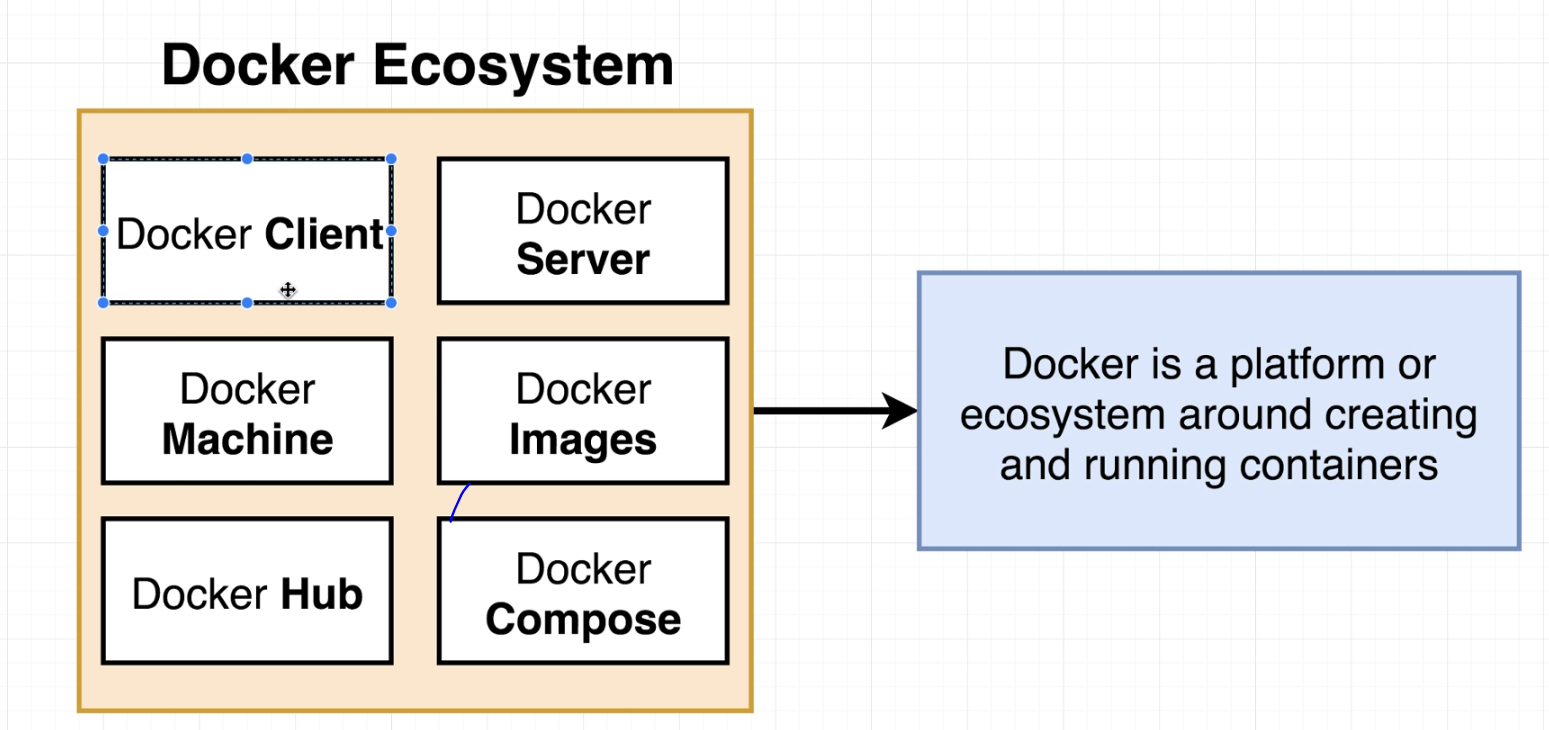 Docker Ecosystem
Docker Client
Docker
Server
Docker
Machine
Docker
Images
Docker Hub
Docker
Compose
Docker is a platform or
ecosystem around creating
and running containers